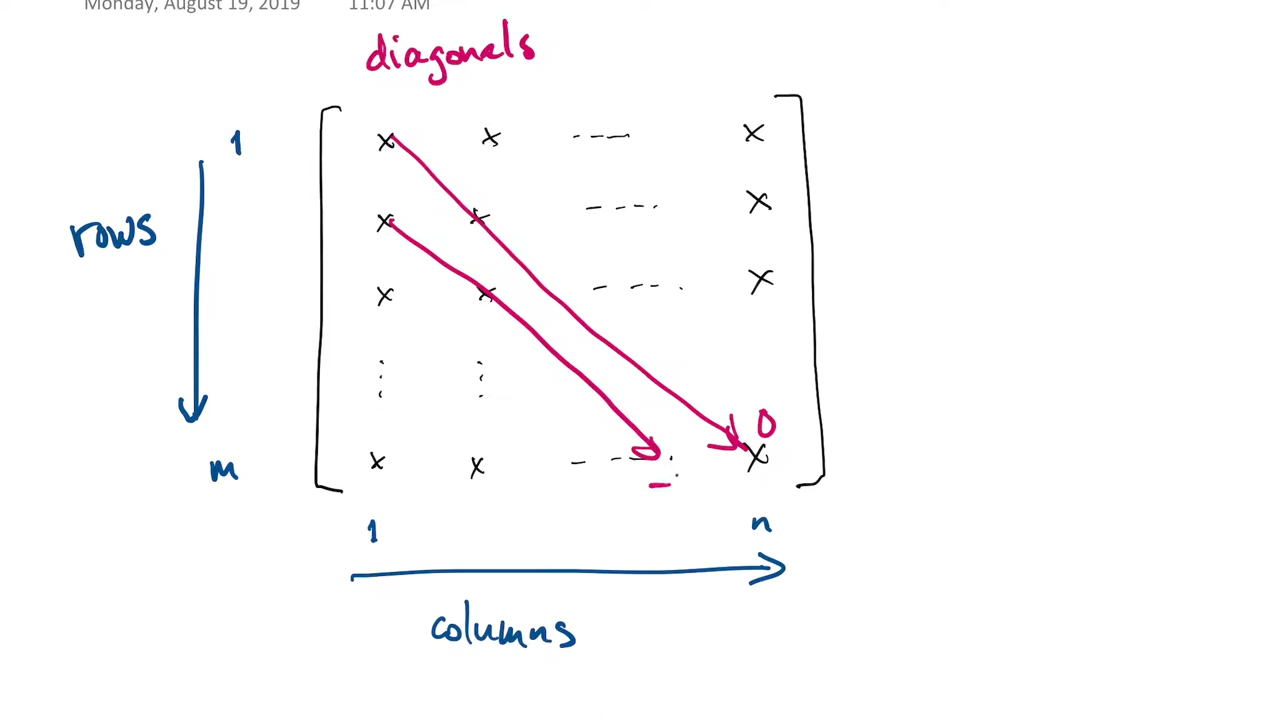 Monday, August 19, 2019 11:07 AM
diagonals
1 x x ---- x
rows x x ---- x
x x ---- x
⋮ ⋮
0
m x x ---- x
–
1 n
columns